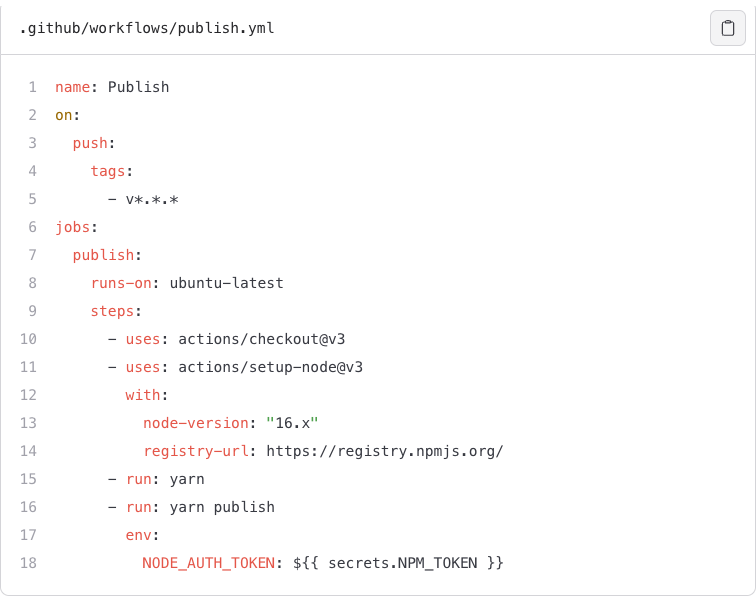 .github/workflows/publish.yml
1 name: Publish
2 on:
3   push:
4     tags:
5       - v*.*.*
6 jobs:
7   publish:
8     runs-on: ubuntu-latest
9     steps:
10       - uses: actions/checkout@v3
11       - uses: actions/setup-node@v3
12         with:
13           node-version: "16.x"
14           registry-url: https://registry.npmjs.org/
15       - run: yarn
16       - run: yarn publish
17         env:
18           NODE_AUTH_TOKEN: ${{ secrets.NPM_TOKEN }}